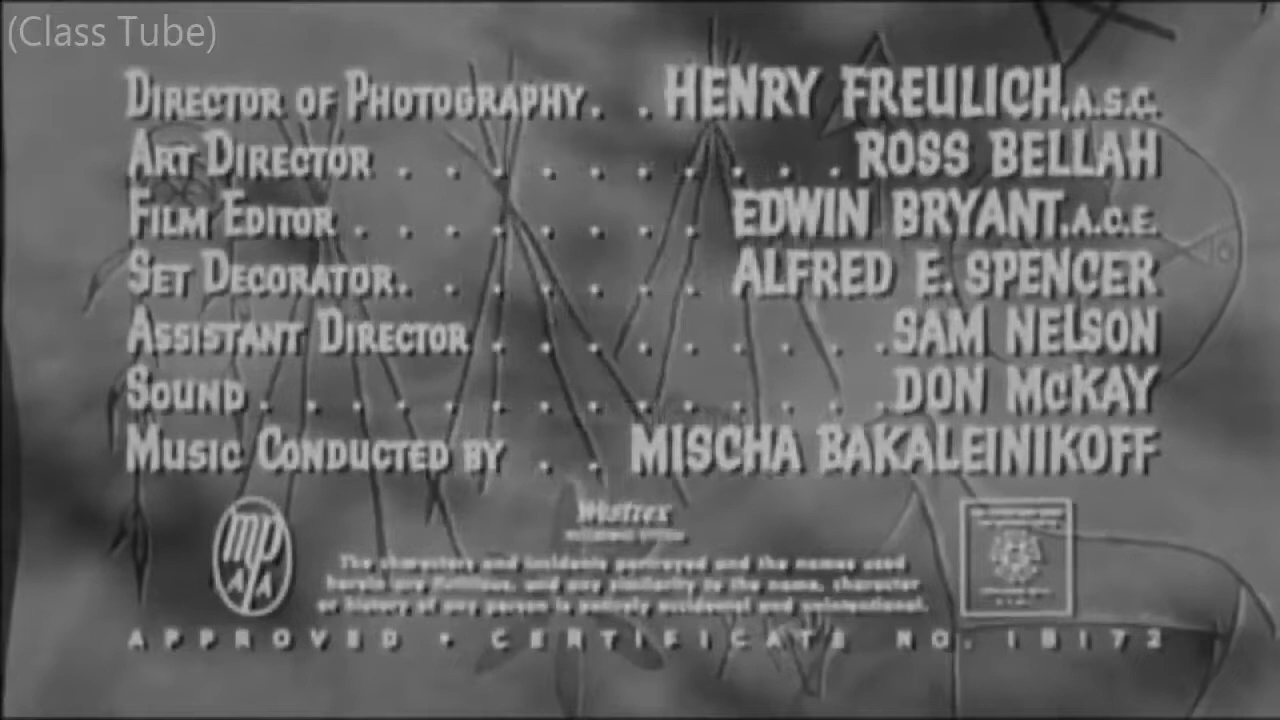 (Class Tube)
DIRECTOR OF PHOTOGRAPHY. . HENRY FREULICH, A.S.C.
ART DIRECTOR . . . . . . . . . . ROSS BELLAH
FILM EDITOR . . . . . . . . EDWIN BRYANT, A.C.E.
SET DECORATOR. . . . . . . ALFRED E. SPENCER
ASSISTANT DIRECTOR . . . . . . . . . SAM NELSON
SOUND . . . . . . . . . . . . . . DON McKAY
MUSIC CONDUCTED BY . . MISCHA BAKALEINIKOFF
mpAA
Westrex
The characters and incidents portrayed and the names used
herein are fictitious, and any similarity to the name, character
or history of any person is entirely accidental and unintentional.
APPROVED • CERTIFICATE NO. 18172